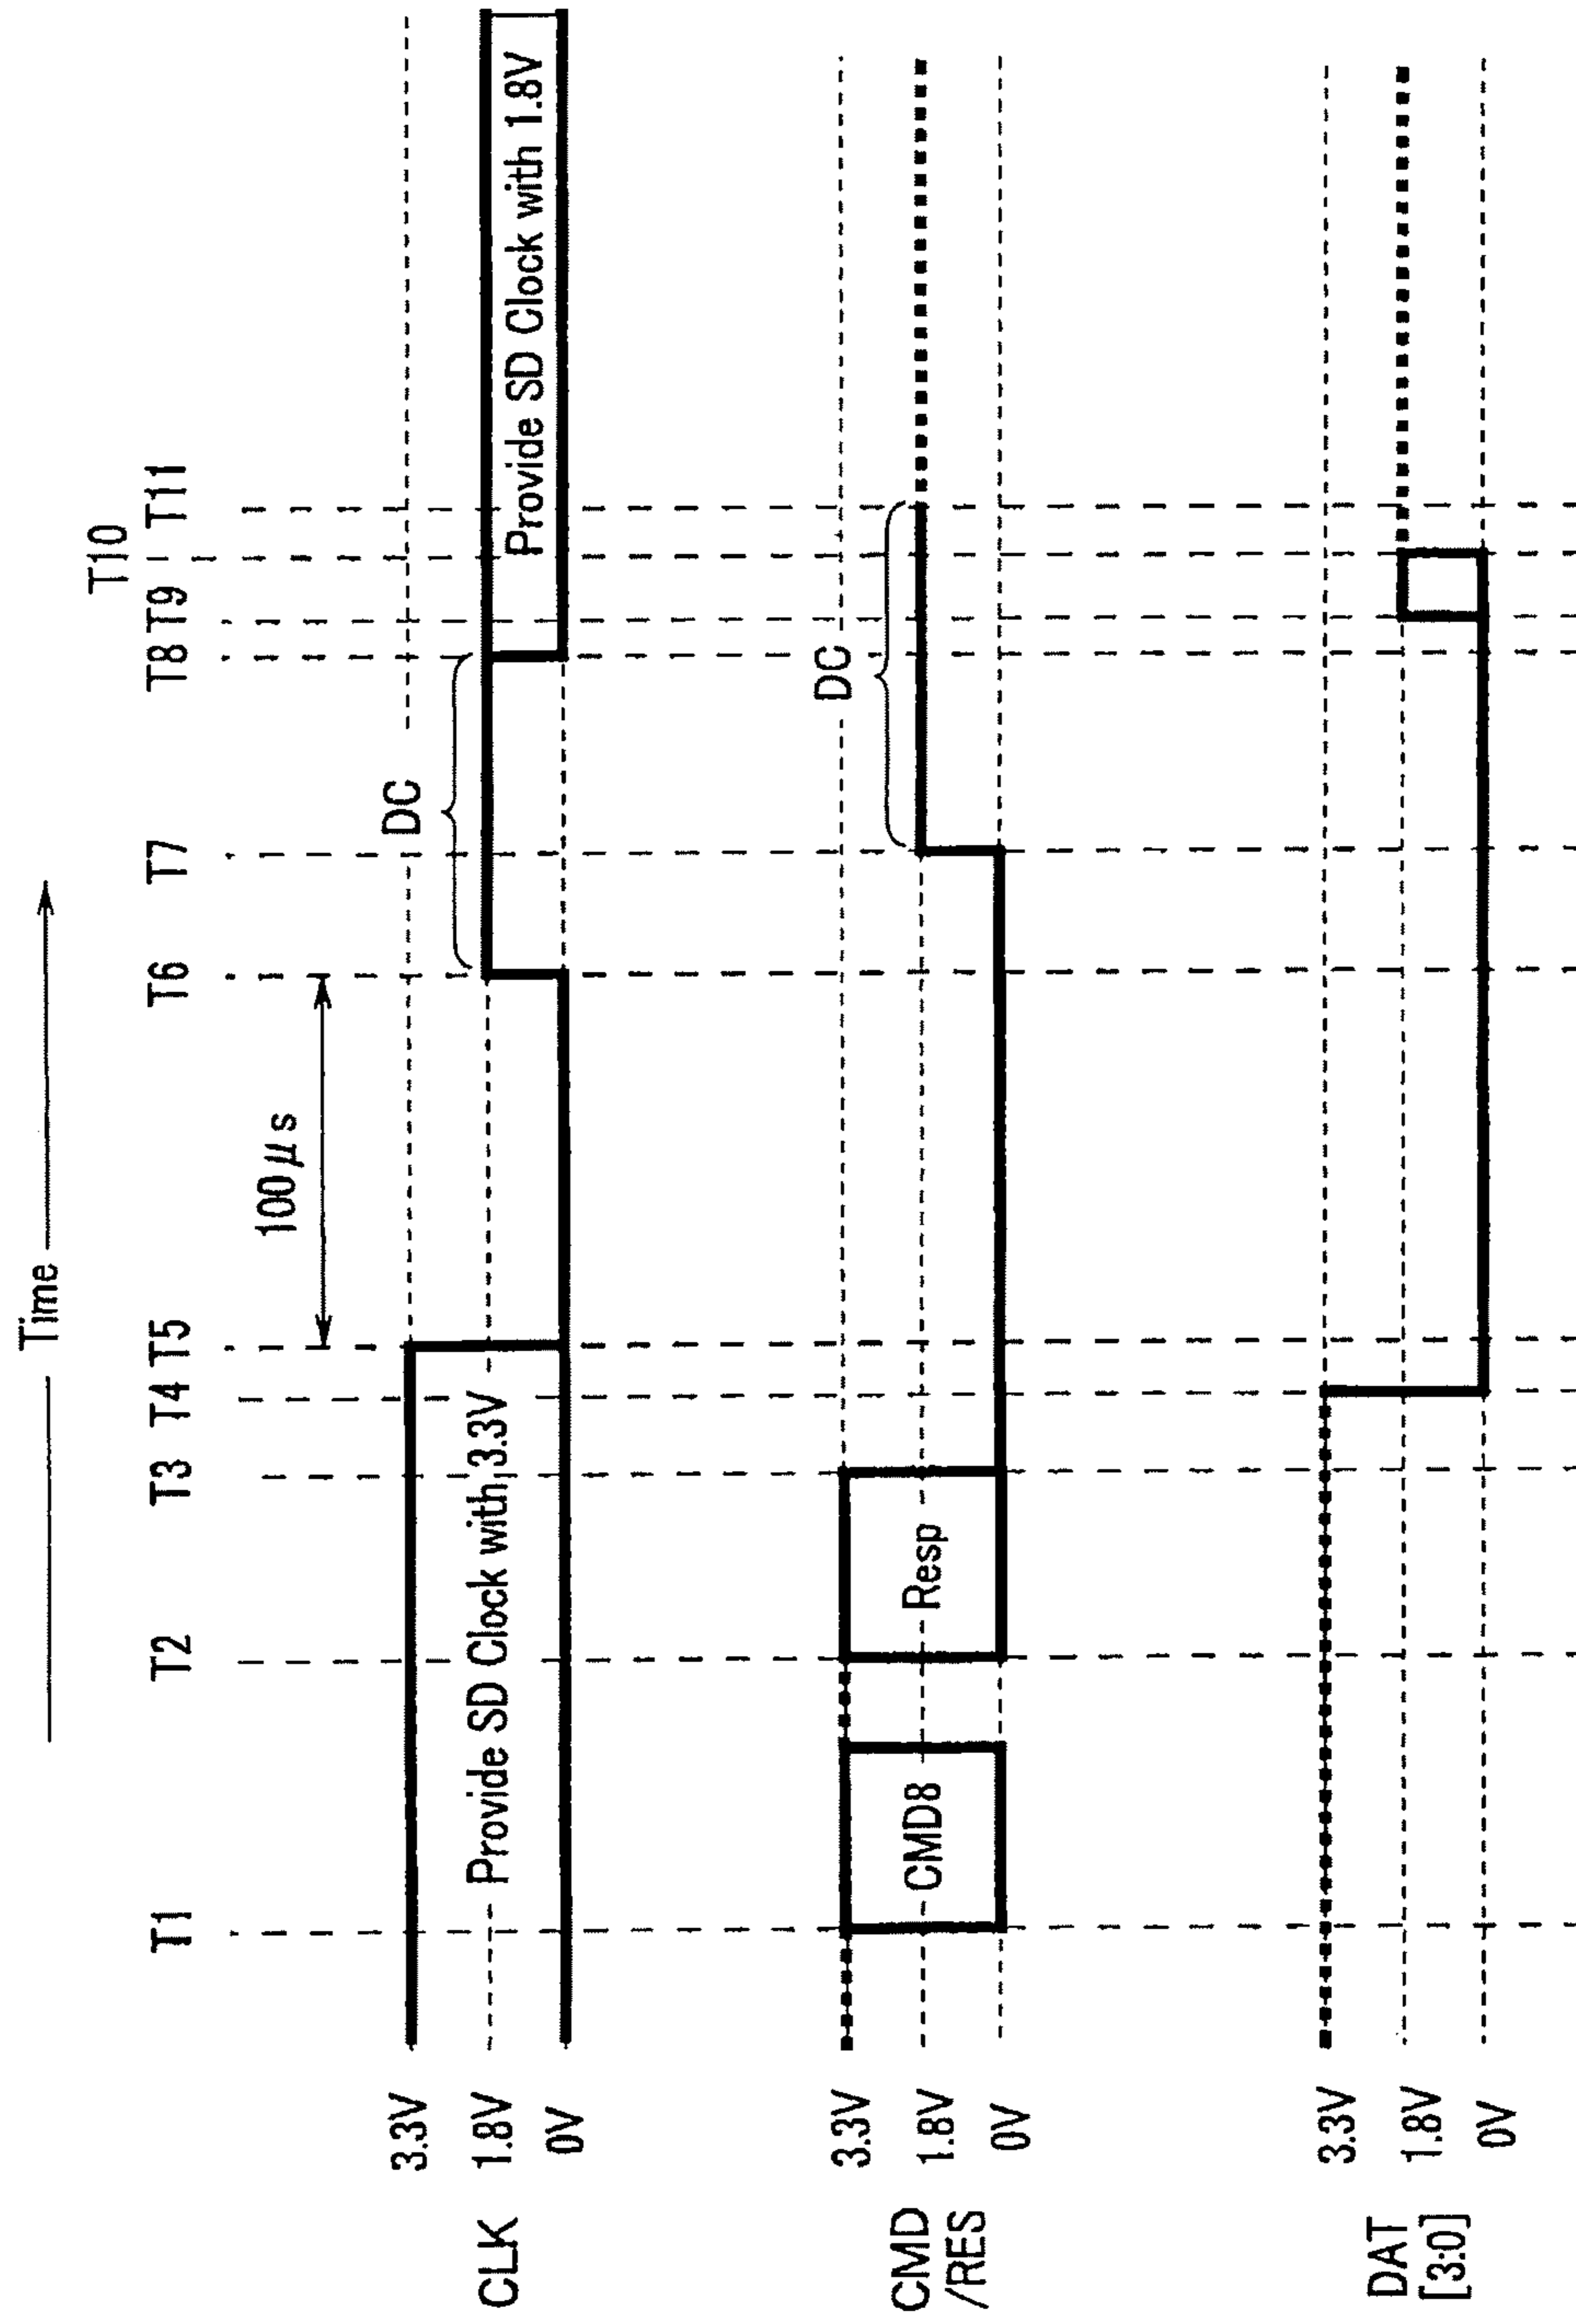 Time
T1
T2
T3
T4
T5
T6
T7
T8
T9
T10
T11
100μs
DC
CLK
3.3V
1.8V
0V
Provide SD Clock with 3.3V
Provide SD Clock with 1.8V
DC
CMD
/RES
3.3V
1.8V
0V
CMD8
Resp
DAT
[3:0]
3.3V
1.8V
0V